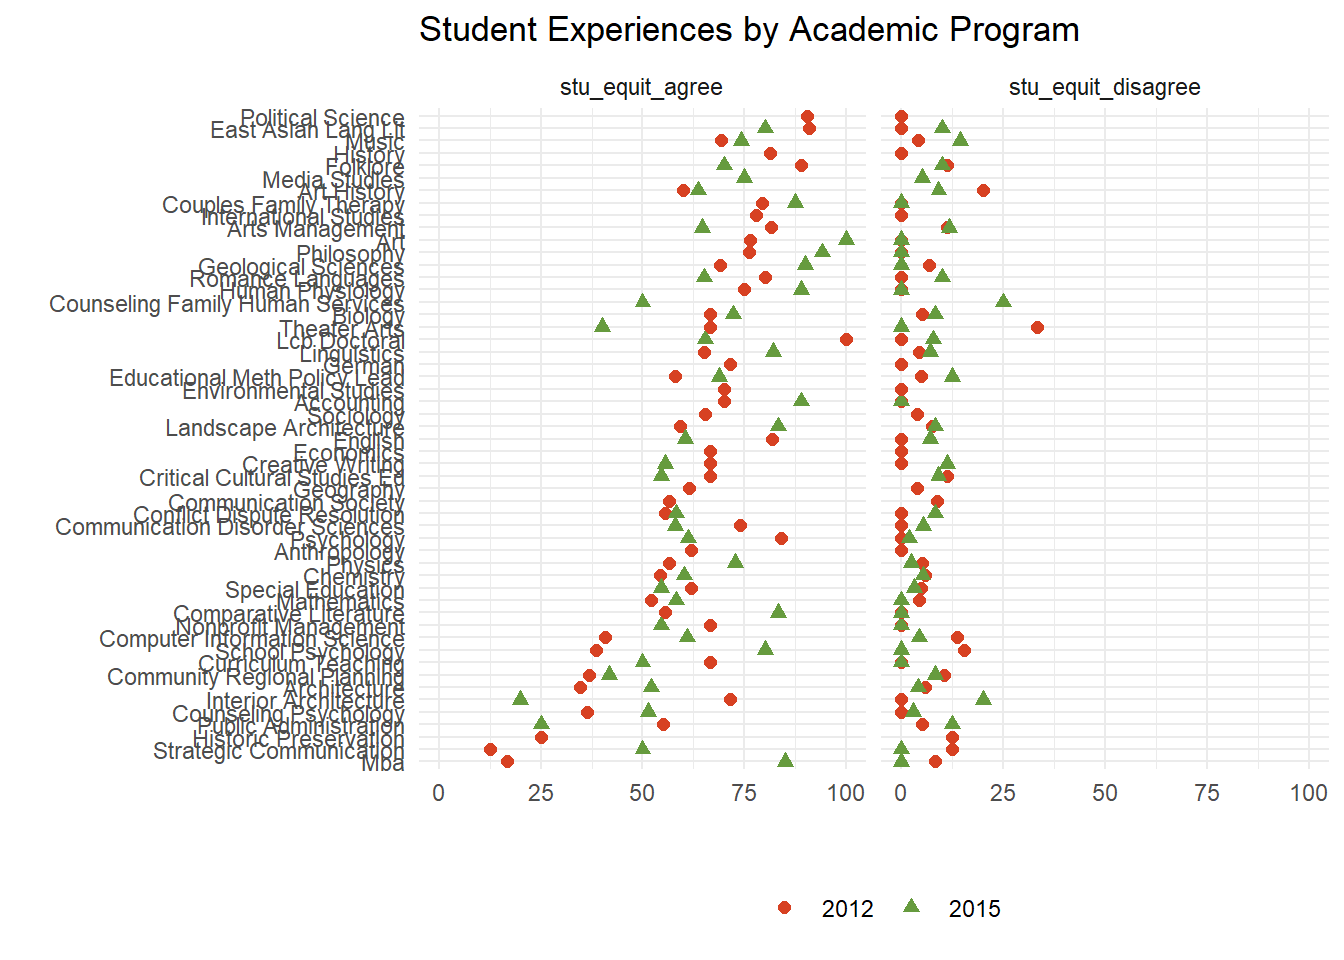 Student Experiences by Academic Program
stu_equit_agree
stu_equit_disagree
Political Science
East Asian Lang Lit
Music
History
Folklore
Media Studies
Art History
Couples Family Therapy
International Studies
Arts Management
Art
Philosophy
Geological Sciences
Romance Languages
Human Physiology
Counseling Family Human Services
Biology
Theater Arts
Lcb Doctoral
Linguistics
German
Educational Meth Policy Lead
Environmental Studies
Accounting
Sociology
Landscape Architecture
English
Economics
Creative Writing
Critical Cultural Studies Ed
Geography
Communication Society
Conflict Dispute Resolution
Communication Disorder Sciences
Psychology
Anthropology
Physics
Chemistry
Special Education
Mathematics
Comparative Literature
Nonprofit Management
Computer Information Science
School Psychology
Curriculum Teaching
Community Regional Planning
Architecture
Interior Architecture
Counseling Psychology
Public Administration
Historic Preservation
Strategic Communication
Mba
0 25 50 75 100
0 25 50 75 100
2012 2015